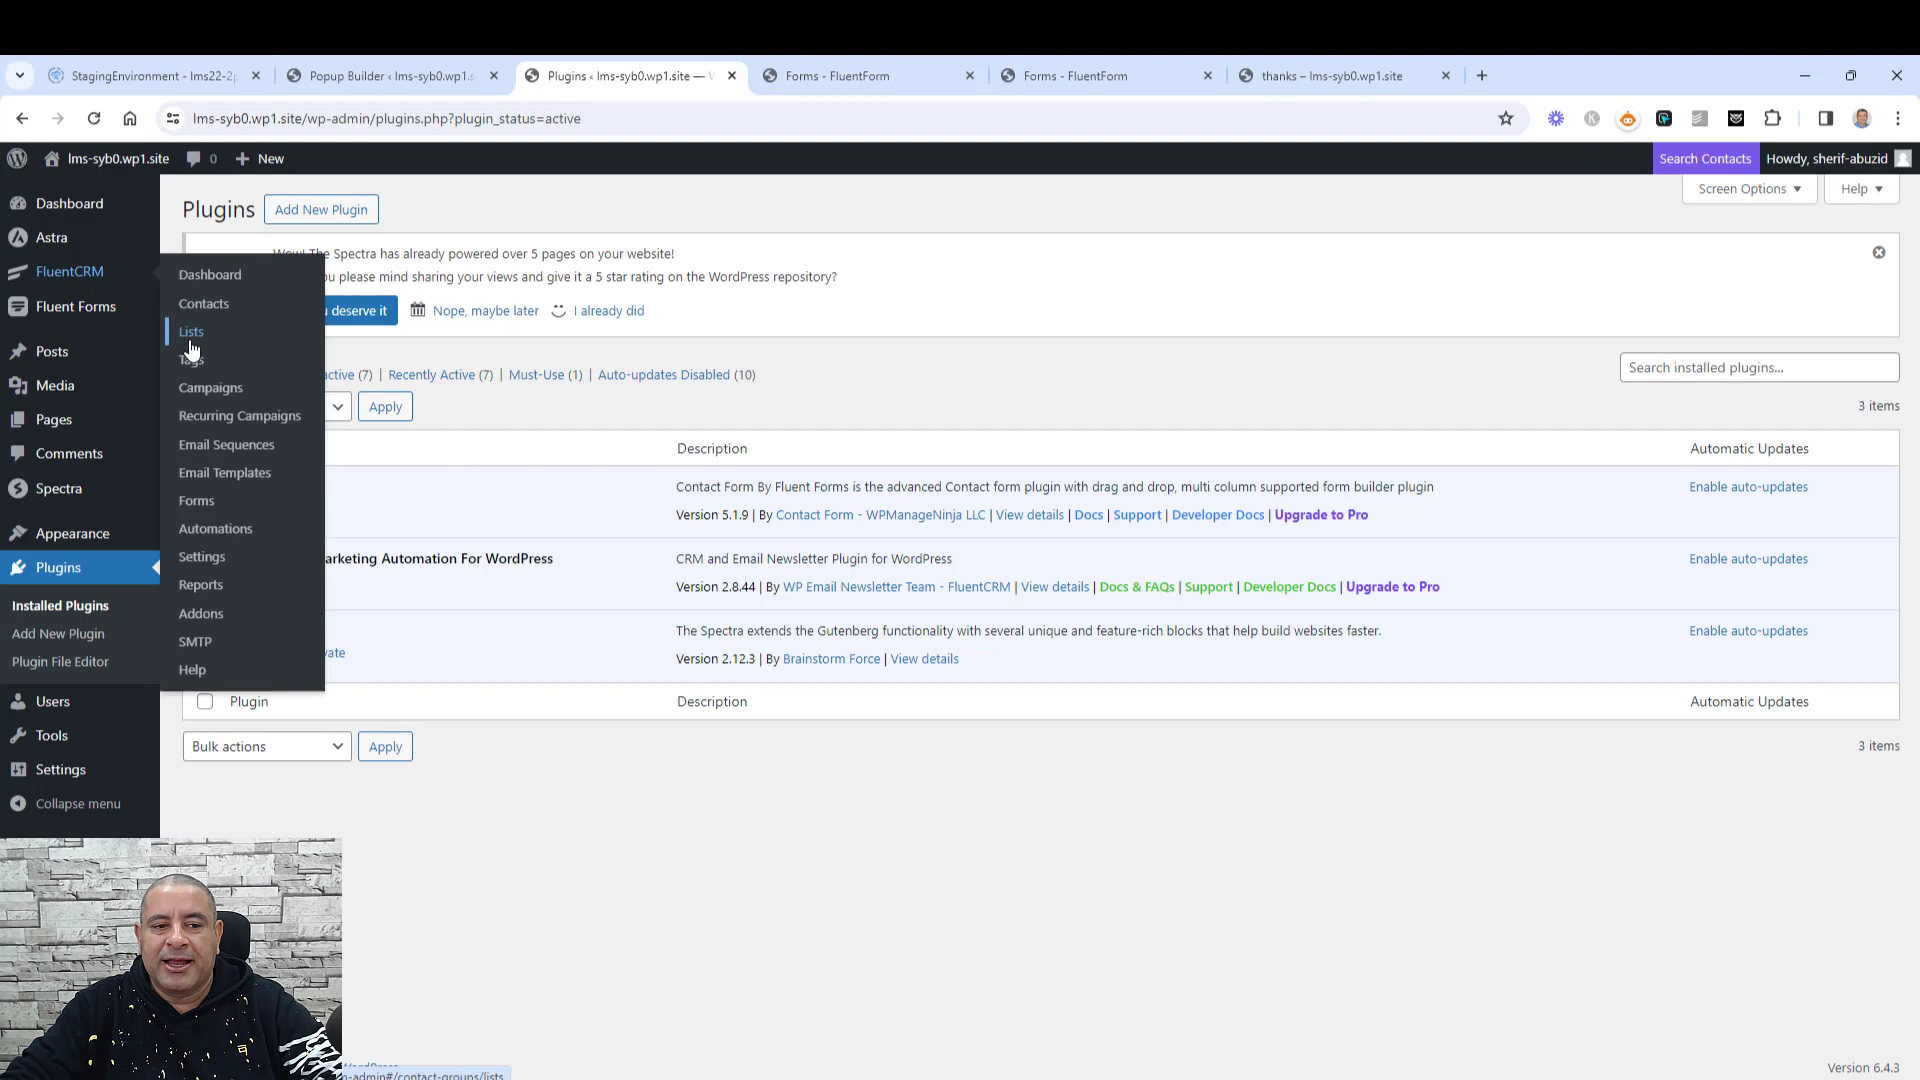 StagingEnvironment - lms22-2p
Popup Builder ‹ lms-syb0.wp1.s
Plugins ‹ lms-syb0.wp1.site — W
Forms - FluentForm
Forms - FluentForm
thanks – lms-syb0.wp1.site
lms-syb0.wp1.site/wp-admin/plugins.php?plugin_status=active
lms-syb0.wp1.site
0
New
Search Contacts
Howdy, sherif-abuzid
Dashboard
Astra
FluentCRM
Fluent Forms
Posts
Media
Pages
Comments
Spectra
Appearance
Plugins
Installed Plugins
Add New Plugin
Plugin File Editor
Users
Tools
Settings
Collapse menu
Dashboard
Contacts
Lists
Tags
Campaigns
Recurring Campaigns
Email Sequences
Email Templates
Forms
Automations
Settings
Reports
Addons
SMTP
Help
Screen Options
Help
Plugins
Add New Plugin
The Spectra has already powered over 5 pages on your website!
you please mind sharing your views and give it a 5 star rating on the WordPress repository?
deserve it
Nope, maybe later
I already did
active (7) | Recently Active (7) | Must-Use (1) | Auto-updates Disabled (10)
Search installed plugins...
Apply
3 items
Description
Automatic Updates
Contact Form By Fluent Forms is the advanced Contact form plugin with drag and drop, multi column supported form builder plugin
Enable auto-updates
Version 5.1.9 | By Contact Form - WPManageNinja LLC | View details | Docs | Support | Developer Docs | Upgrade to Pro
arketing Automation For WordPress
CRM and Email Newsletter Plugin for WordPress
Enable auto-updates
Version 2.8.44 | By WP Email Newsletter Team - FluentCRM | View details | Docs & FAQs | Support | Developer Docs | Upgrade to Pro
The Spectra extends the Gutenberg functionality with several unique and feature-rich blocks that help build websites faster.
Enable auto-updates
vate
Version 2.12.3 | By Brainstorm Force | View details
Plugin
Description
Automatic Updates
Bulk actions
Apply
3 items
-admin#/contact-groups/lists
Version 6.4.3